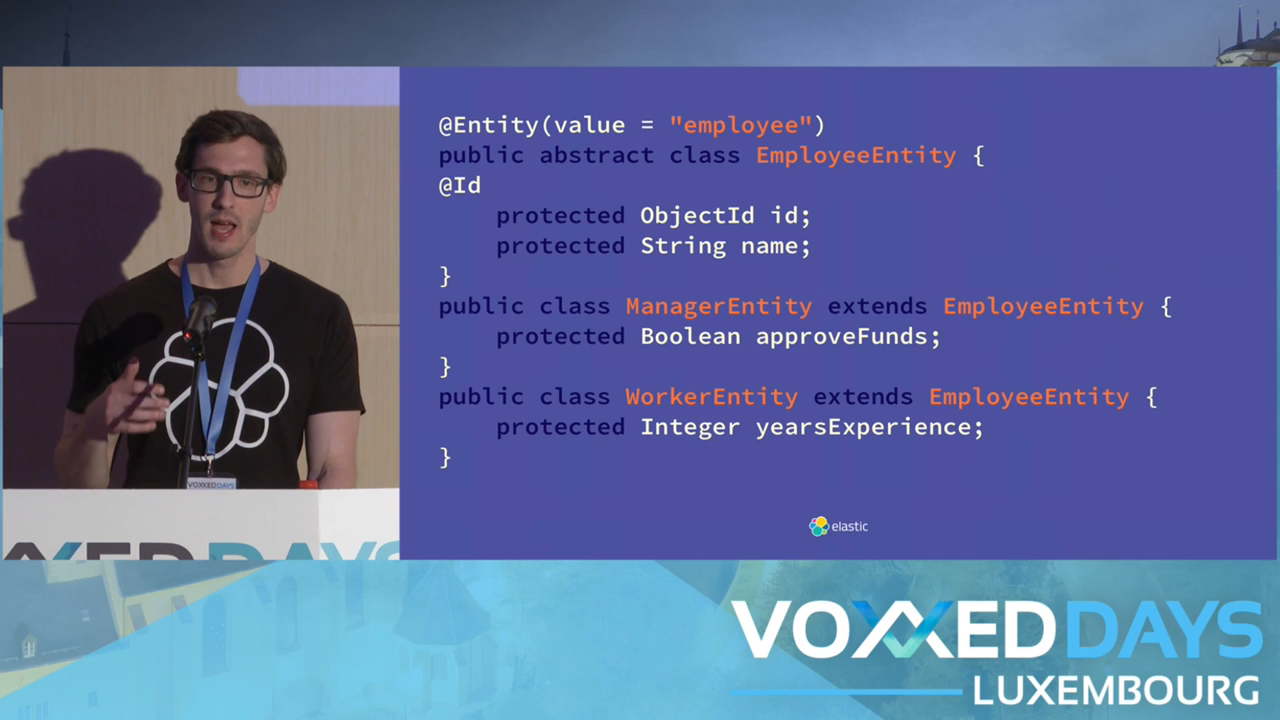 @Entity(value = "employee")
public abstract class EmployeeEntity {
@Id
    protected ObjectId id;
    protected String name;
}
public class ManagerEntity extends EmployeeEntity {
    protected Boolean approveFunds;
}
public class WorkerEntity extends EmployeeEntity {
    protected Integer yearsExperience;
}
elastic
VOXXEDDAYS
VOXXED DAYS
LUXEMBOURG